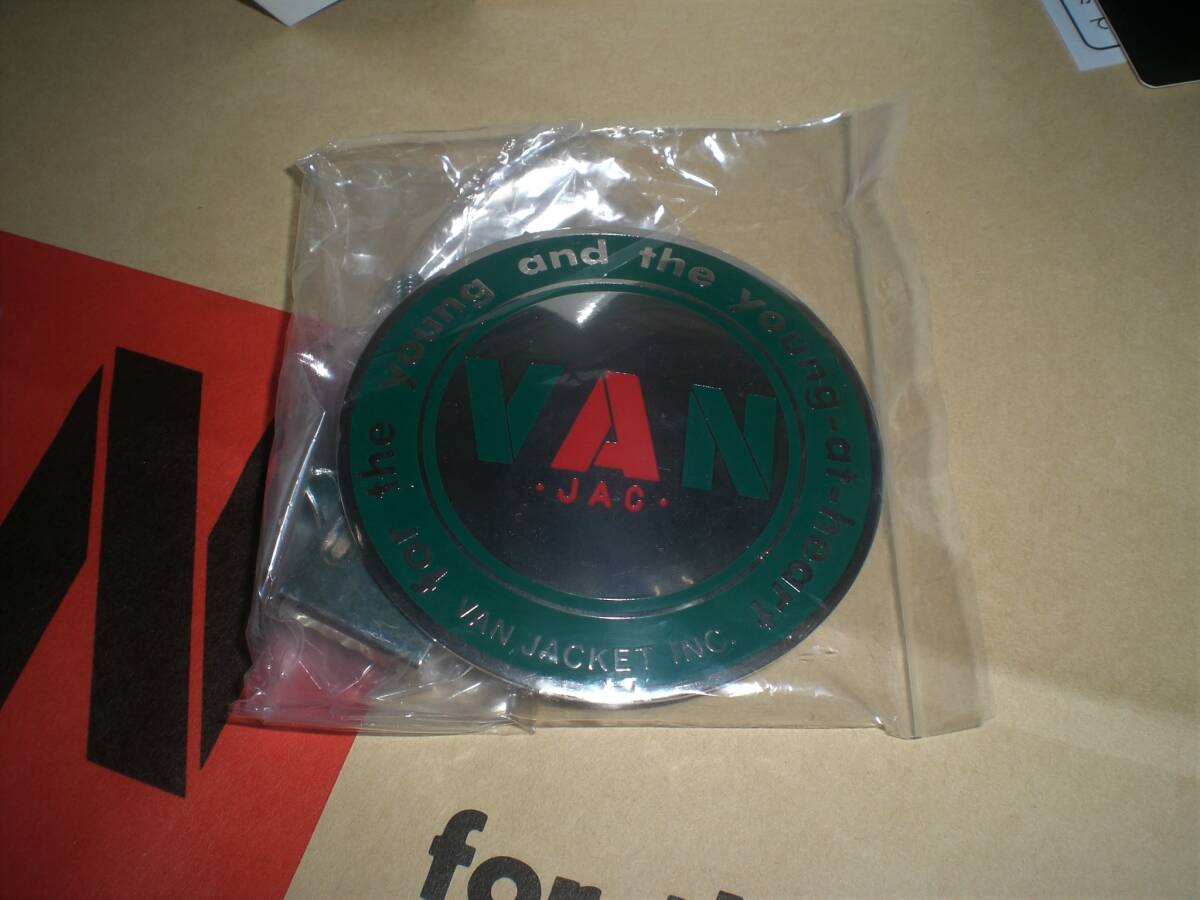 for the young and the young-at-heart
VAN
·JAC·
VAN JACKET INC.
for